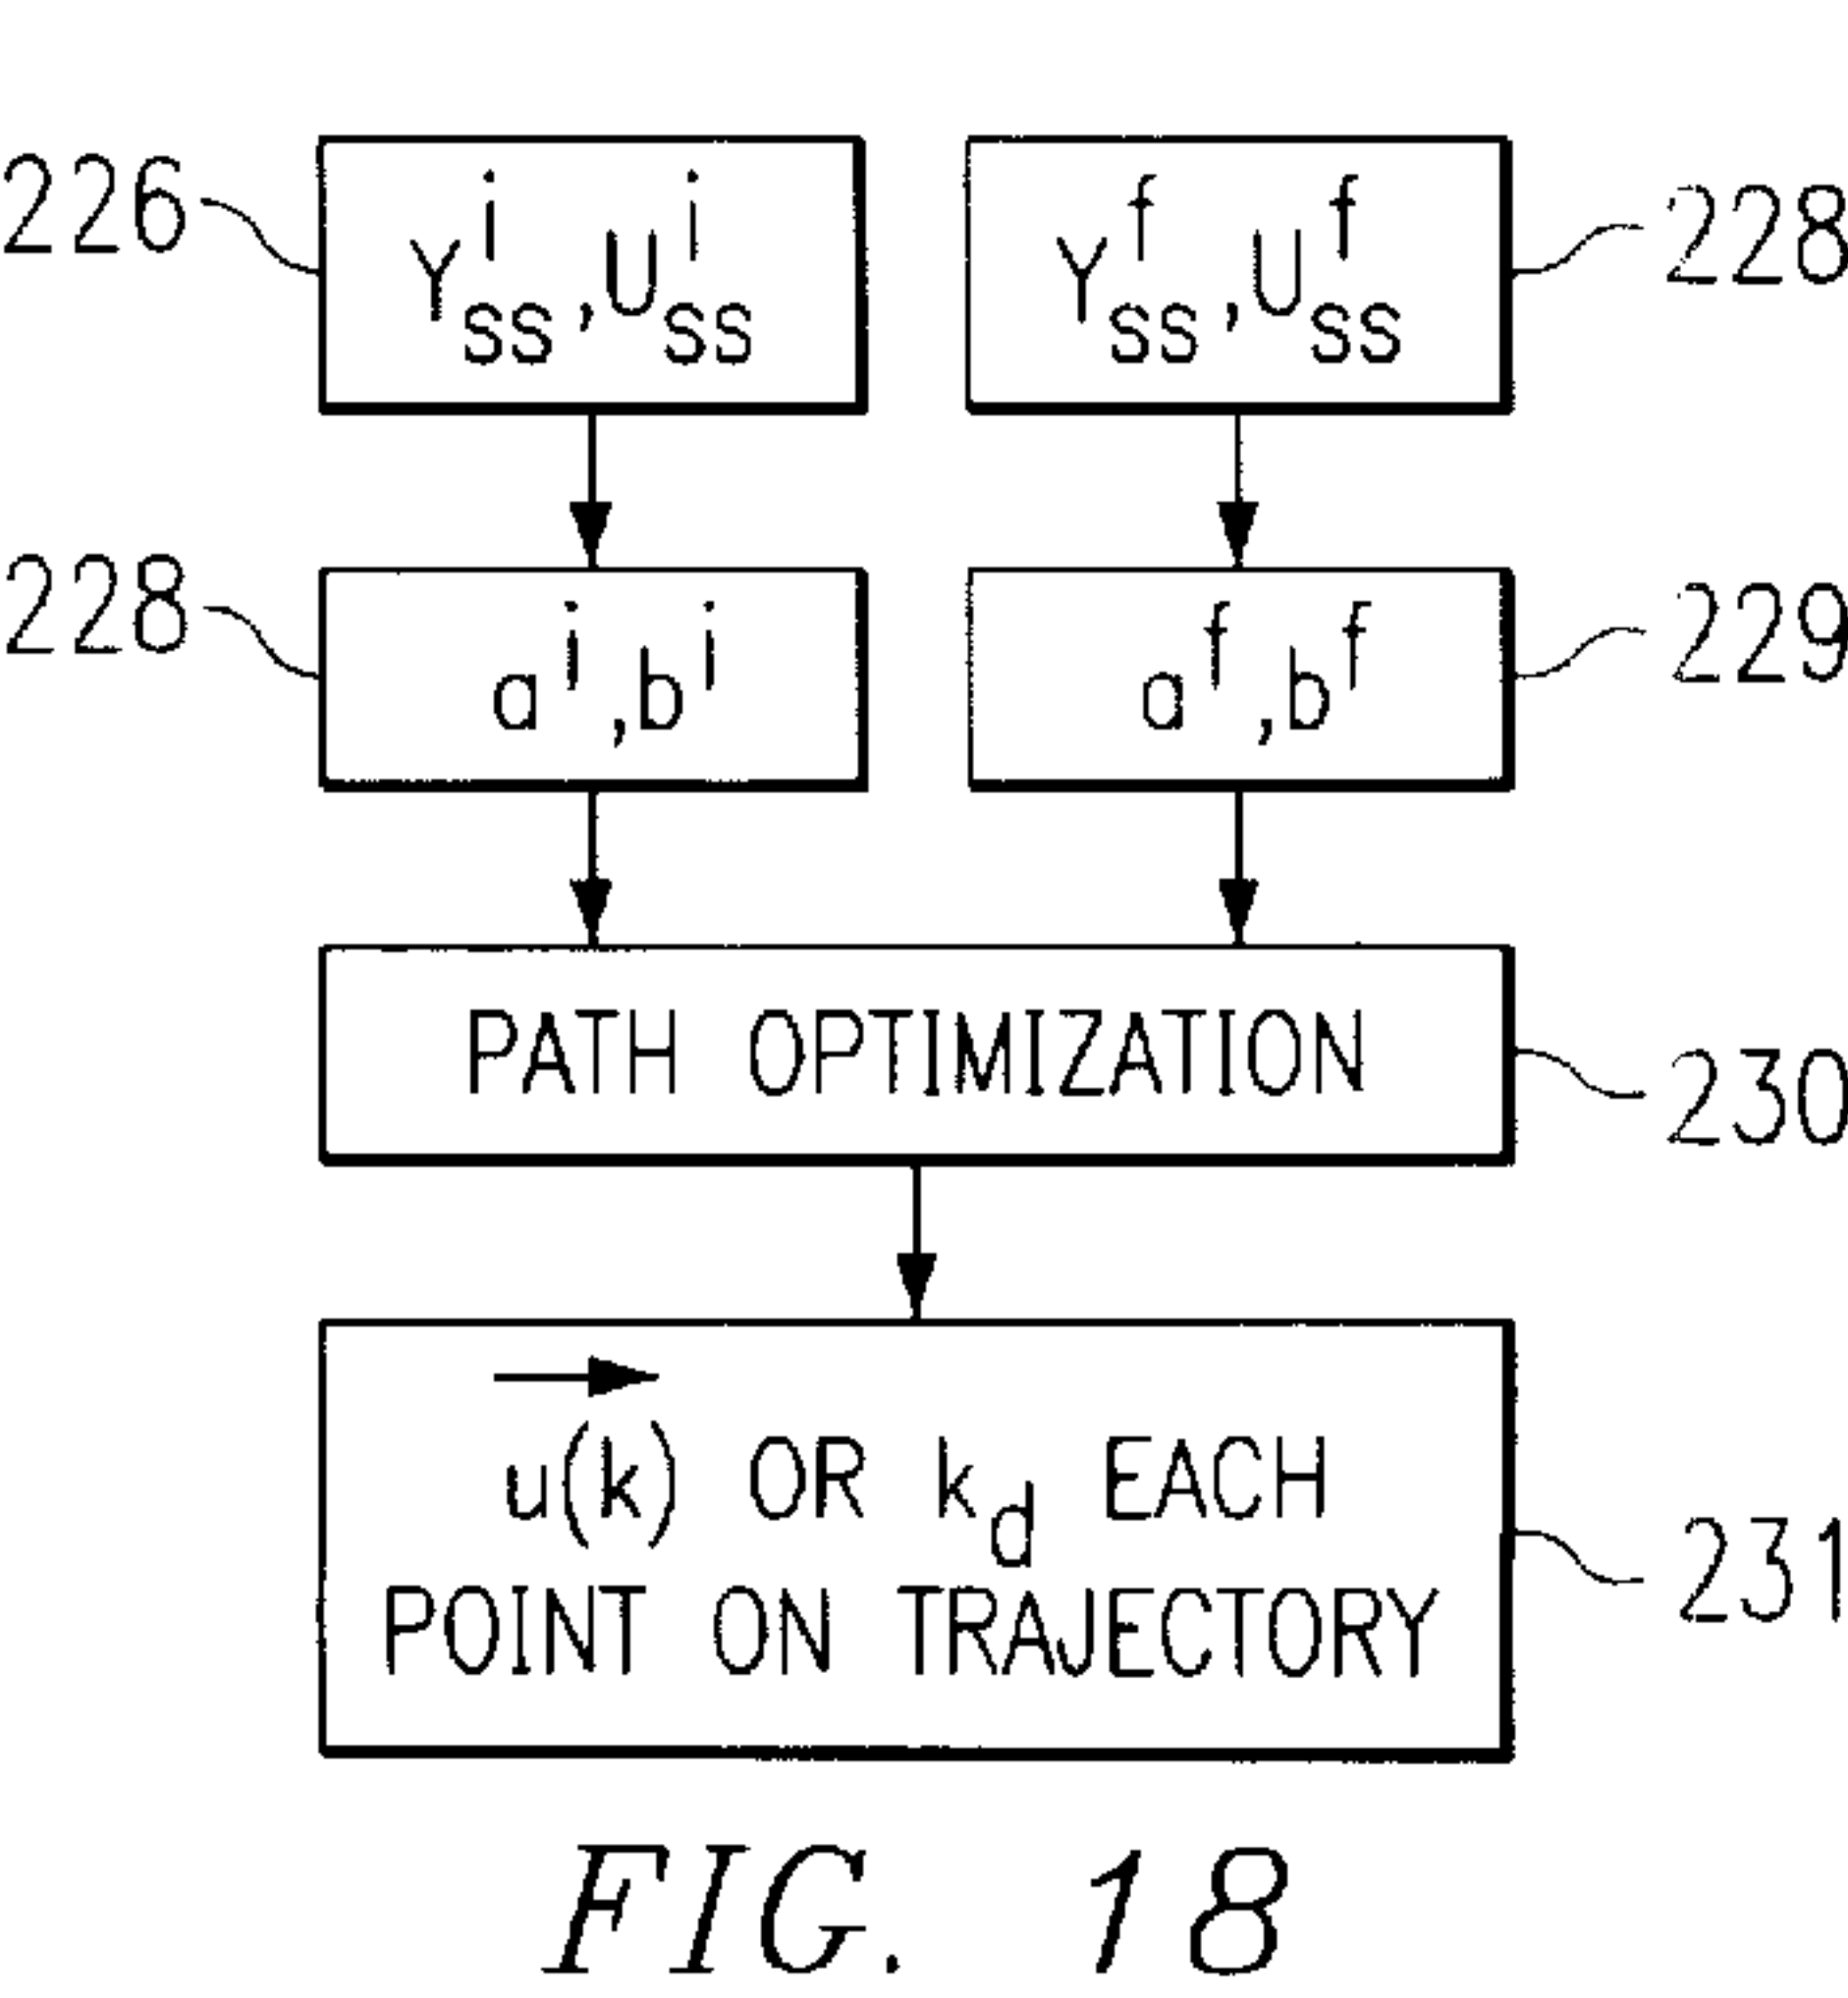 226
Y^i_ss, U^i_ss
Y^f_ss, U^f_ss
228
228
a^i, b^i
a^f, b^f
229
PATH OPTIMIZATION
230
u(k) OR k_d EACH
POINT ON TRAJECTORY
231
FIG. 18